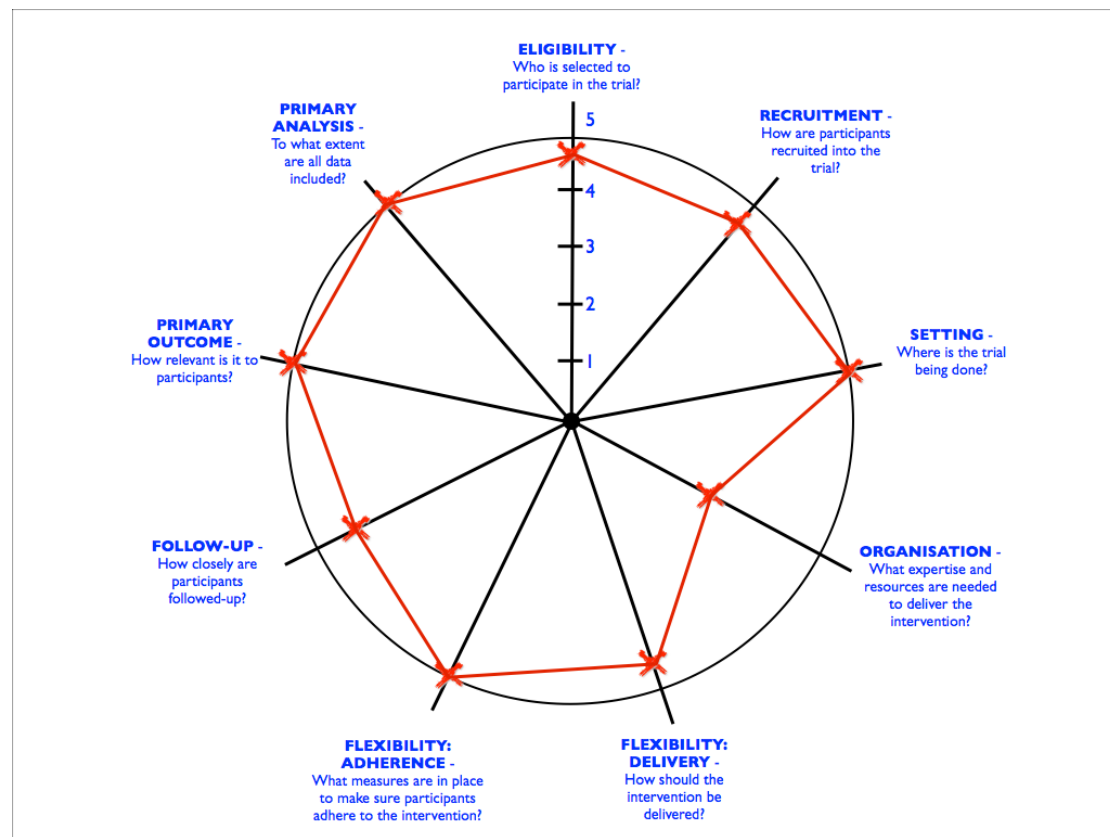 ELIGIBILITY -
Who is selected to
participate in the trial?
RECRUITMENT -
How are participants
recruited into the
trial?
SETTING -
Where is the trial
being done?
ORGANISATION -
What expertise and
resources are needed
to deliver the
intervention?
FLEXIBILITY:
DELIVERY -
How should the
intervention be
delivered?
FLEXIBILITY:
ADHERENCE -
What measures are in place
to make sure participants
adhere to the intervention?
FOLLOW-UP -
How closely are
participants
followed-up?
PRIMARY
OUTCOME -
How relevant is it to
participants?
PRIMARY
ANALYSIS -
To what extent
are all data
included?
5
4
3
2
1